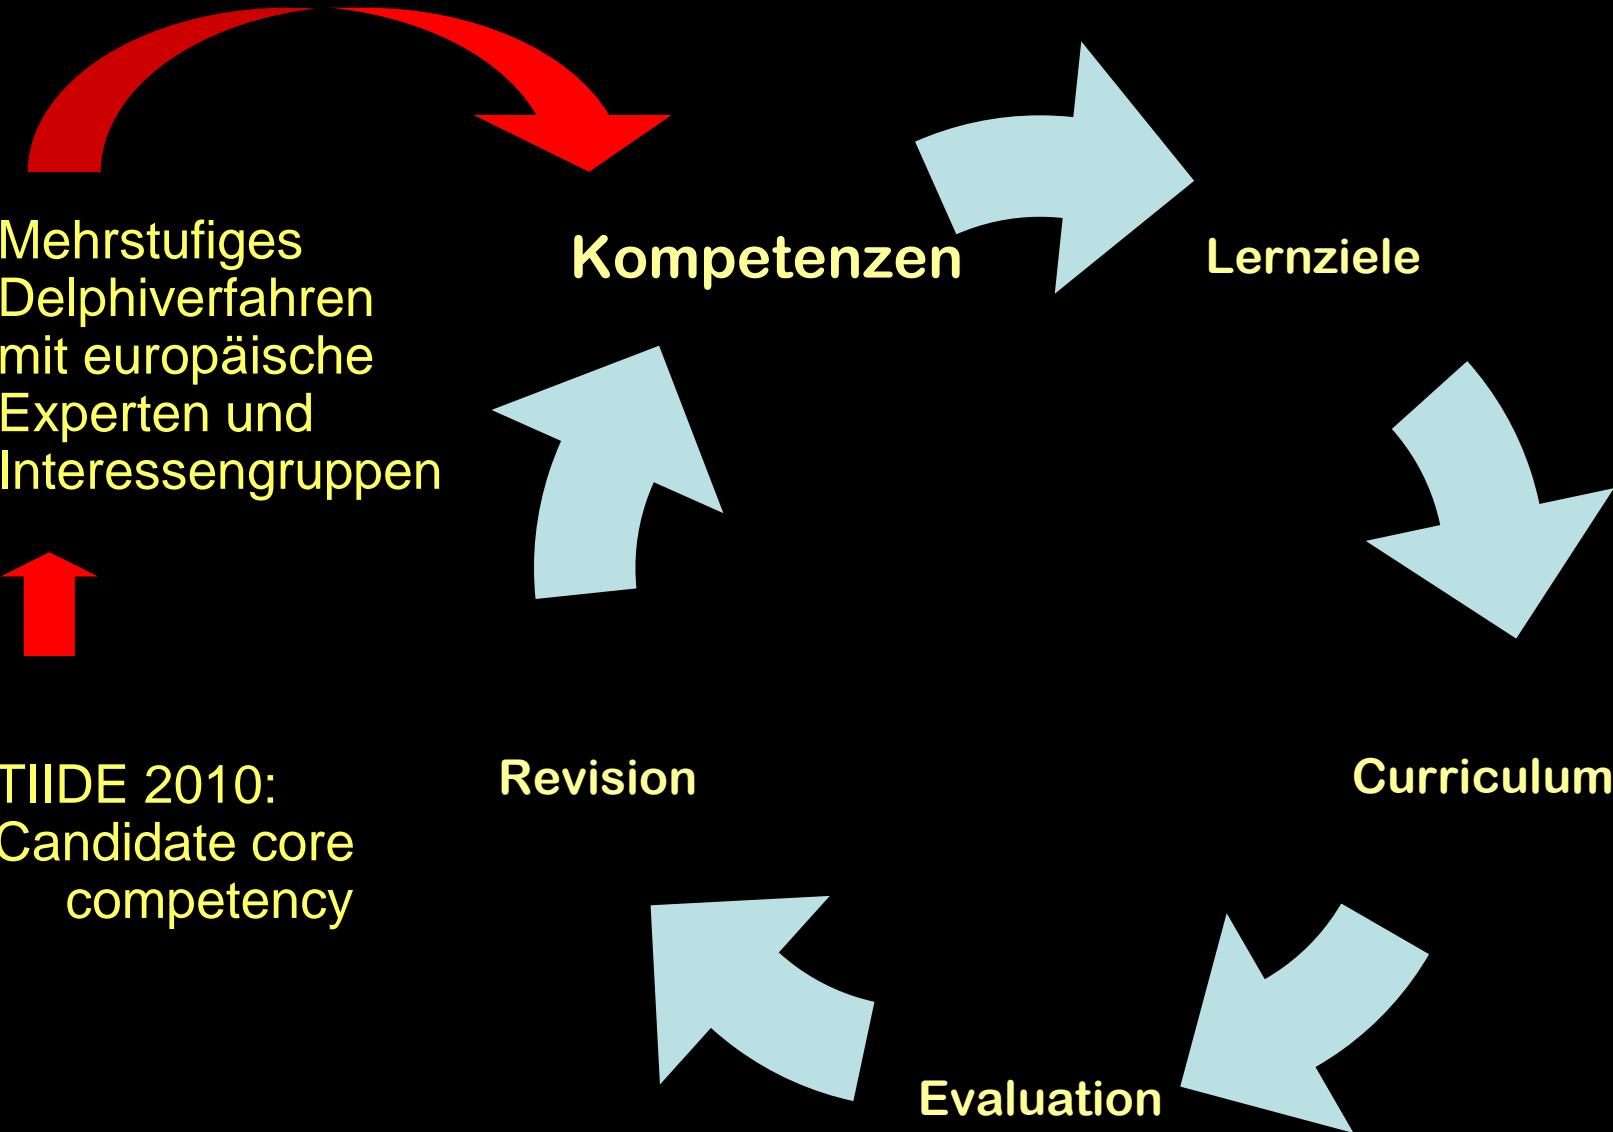 Mehrstufiges
Delphiverfahren
mit europäische
Experten und
Interessengruppen
TIIDE 2010:
Candidate core
competency
Kompetenzen
Lernziele
Curriculum
Evaluation
Revision